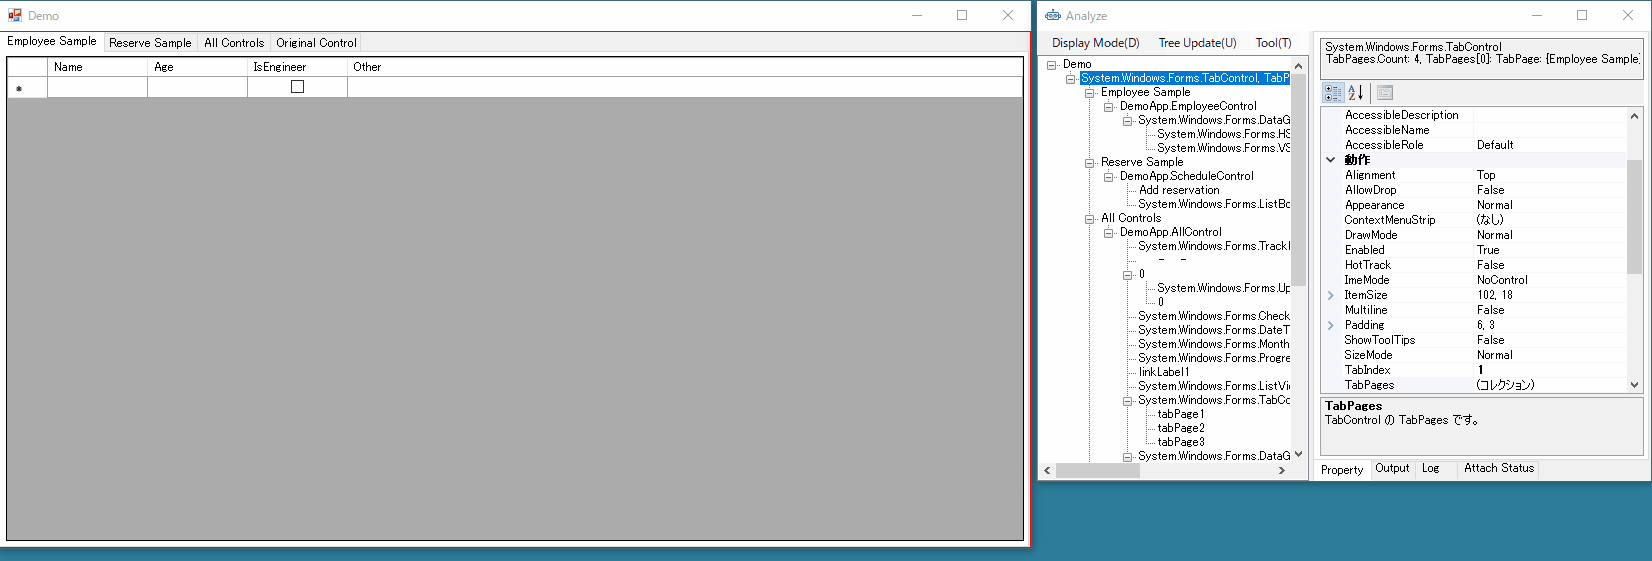 Demo
Employee Sample
Reserve Sample
All Controls
Original Control
Name
Age
IsEngineer
Other
Analyze
Display Mode(D)
Tree Update(U)
Tool(T)
Demo
System.Windows.Forms.TabControl, TabP
Employee Sample
DemoApp.EmployeeControl
System.Windows.Forms.DataG
System.Windows.Forms.HS
System.Windows.Forms.VS
Reserve Sample
DemoApp.ScheduleControl
Add reservation
System.Windows.Forms.ListBo
All Controls
DemoApp.AllControl
System.Windows.Forms.Track
- -
0
System.Windows.Forms.Up
0
System.Windows.Forms.Check
System.Windows.Forms.DateT
System.Windows.Forms.Month
System.Windows.Forms.Progre
linkLabel1
System.Windows.Forms.ListVi
System.Windows.Forms.TabCo
tabPage1
tabPage2
tabPage3
System.Windows.Forms.DataG
System.Windows.Forms.TabControl
TabPages.Count: 4, TabPages[0]: TabPage: {Employee Sample
AccessibleDescription
AccessibleName
AccessibleRole Default
動作
Alignment Top
AllowDrop False
Appearance Normal
ContextMenuStrip (なし)
DrawMode Normal
Enabled True
HotTrack False
ImeMode NoControl
ItemSize 102, 18
Multiline False
Padding 6, 3
ShowToolTips False
SizeMode Normal
TabIndex 1
TabPages (コレクション)
TabPages
TabControl の TabPages です。
Property
Output
Log
Attach Status